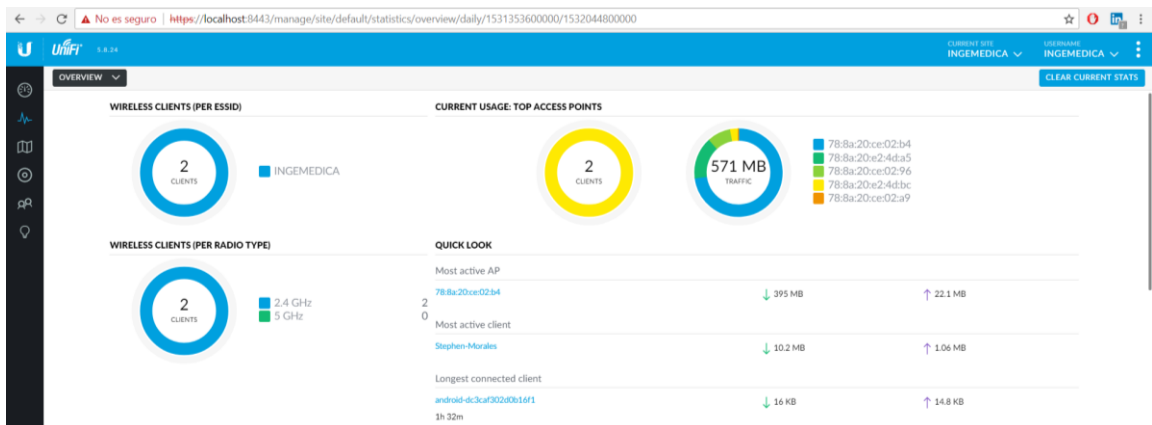 No es seguro | https://localhost:8443/manage/site/default/statistics/overview/daily/1531353600000/1532044800000
UniFi 5.8.24
CURRENT SITE
INGEMEDICA
USERNAME
INGEMEDICA
OVERVIEW
CLEAR CURRENT STATS
WIRELESS CLIENTS (PER ESSID)
2
CLIENTS
INGEMEDICA
CURRENT USAGE: TOP ACCESS POINTS
2
CLIENTS
571 MB
TRAFFIC
78:8a:20:ce:02:b4
78:8a:20:e2:4d:a5
78:8a:20:ce:02:96
78:8a:20:e2:4d:bc
78:8a:20:ce:02:a9
WIRELESS CLIENTS (PER RADIO TYPE)
2
CLIENTS
2.4 GHz 2
5 GHz 0
QUICK LOOK
Most active AP
78:8a:20:ce:02:b4 ↓ 395 MB ↑ 22.1 MB
Most active client
Stephen-Morales ↓ 10.2 MB ↑ 1.06 MB
Longest connected client
android-dc3caf302d0b16f1 ↓ 16 KB ↑ 14.8 KB
1h 32m